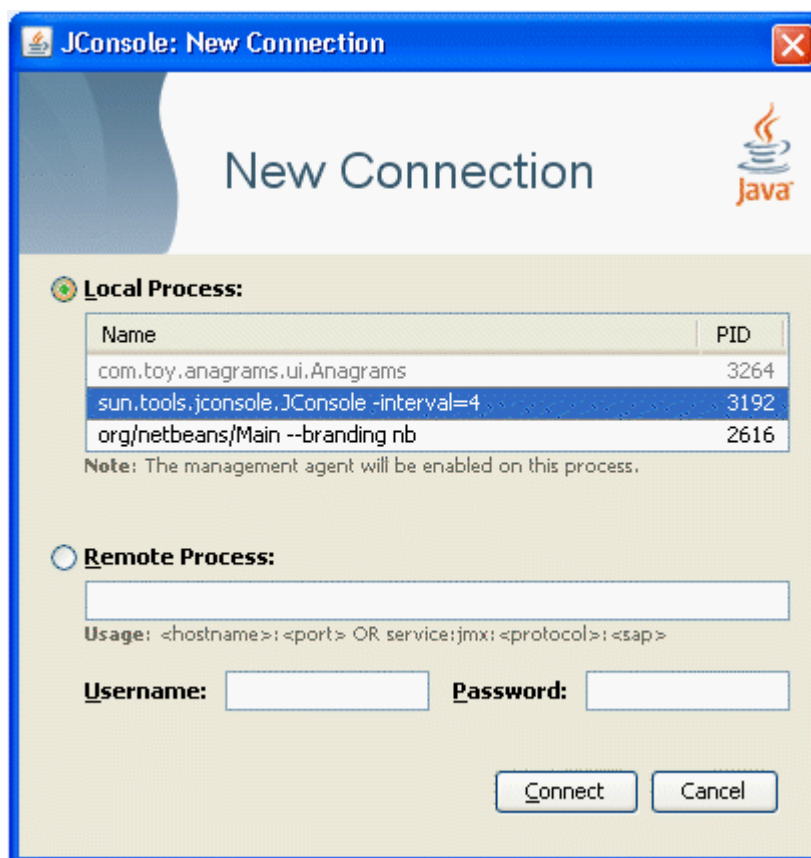 JConsole: New Connection
New Connection
Java
Local Process:
Name PID
com.toy.anagrams.ui.Anagrams 3264
sun.tools.jconsole.JConsole -interval=4 3192
org/netbeans/Main --branding nb 2616
Note: The management agent will be enabled on this process.
Remote Process:
Usage: <hostname>:<port> OR service:jmx:<protocol>:<sap>
Username: Password:
Connect Cancel